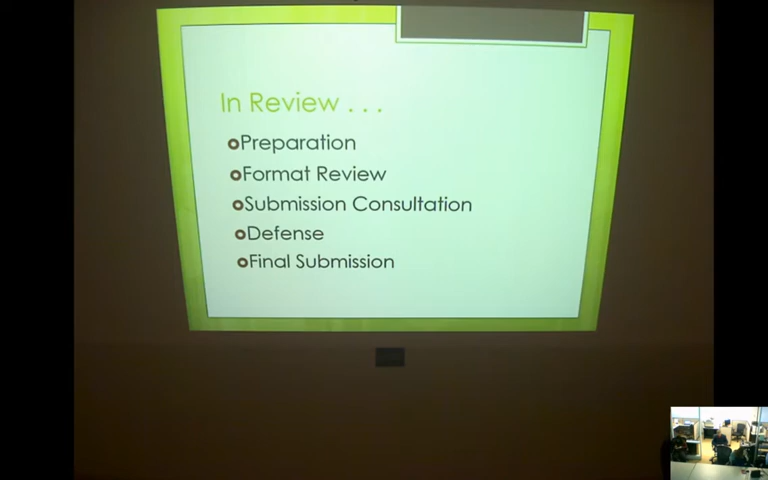 In Review . . .
Preparation
Format Review
Submission Consultation
Defense
Final Submission